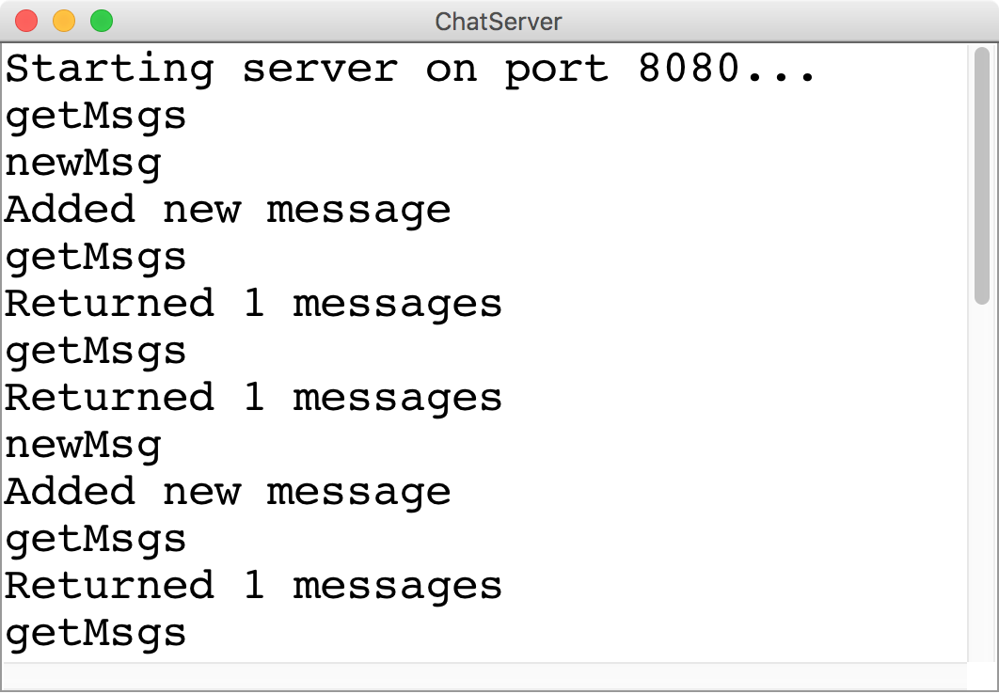 ChatServer
Starting server on port 8080...
getMsgs
newMsg
Added new message
getMsgs
Returned 1 messages
getMsgs
Returned 1 messages
newMsg
Added new message
getMsgs
Returned 1 messages
getMsgs